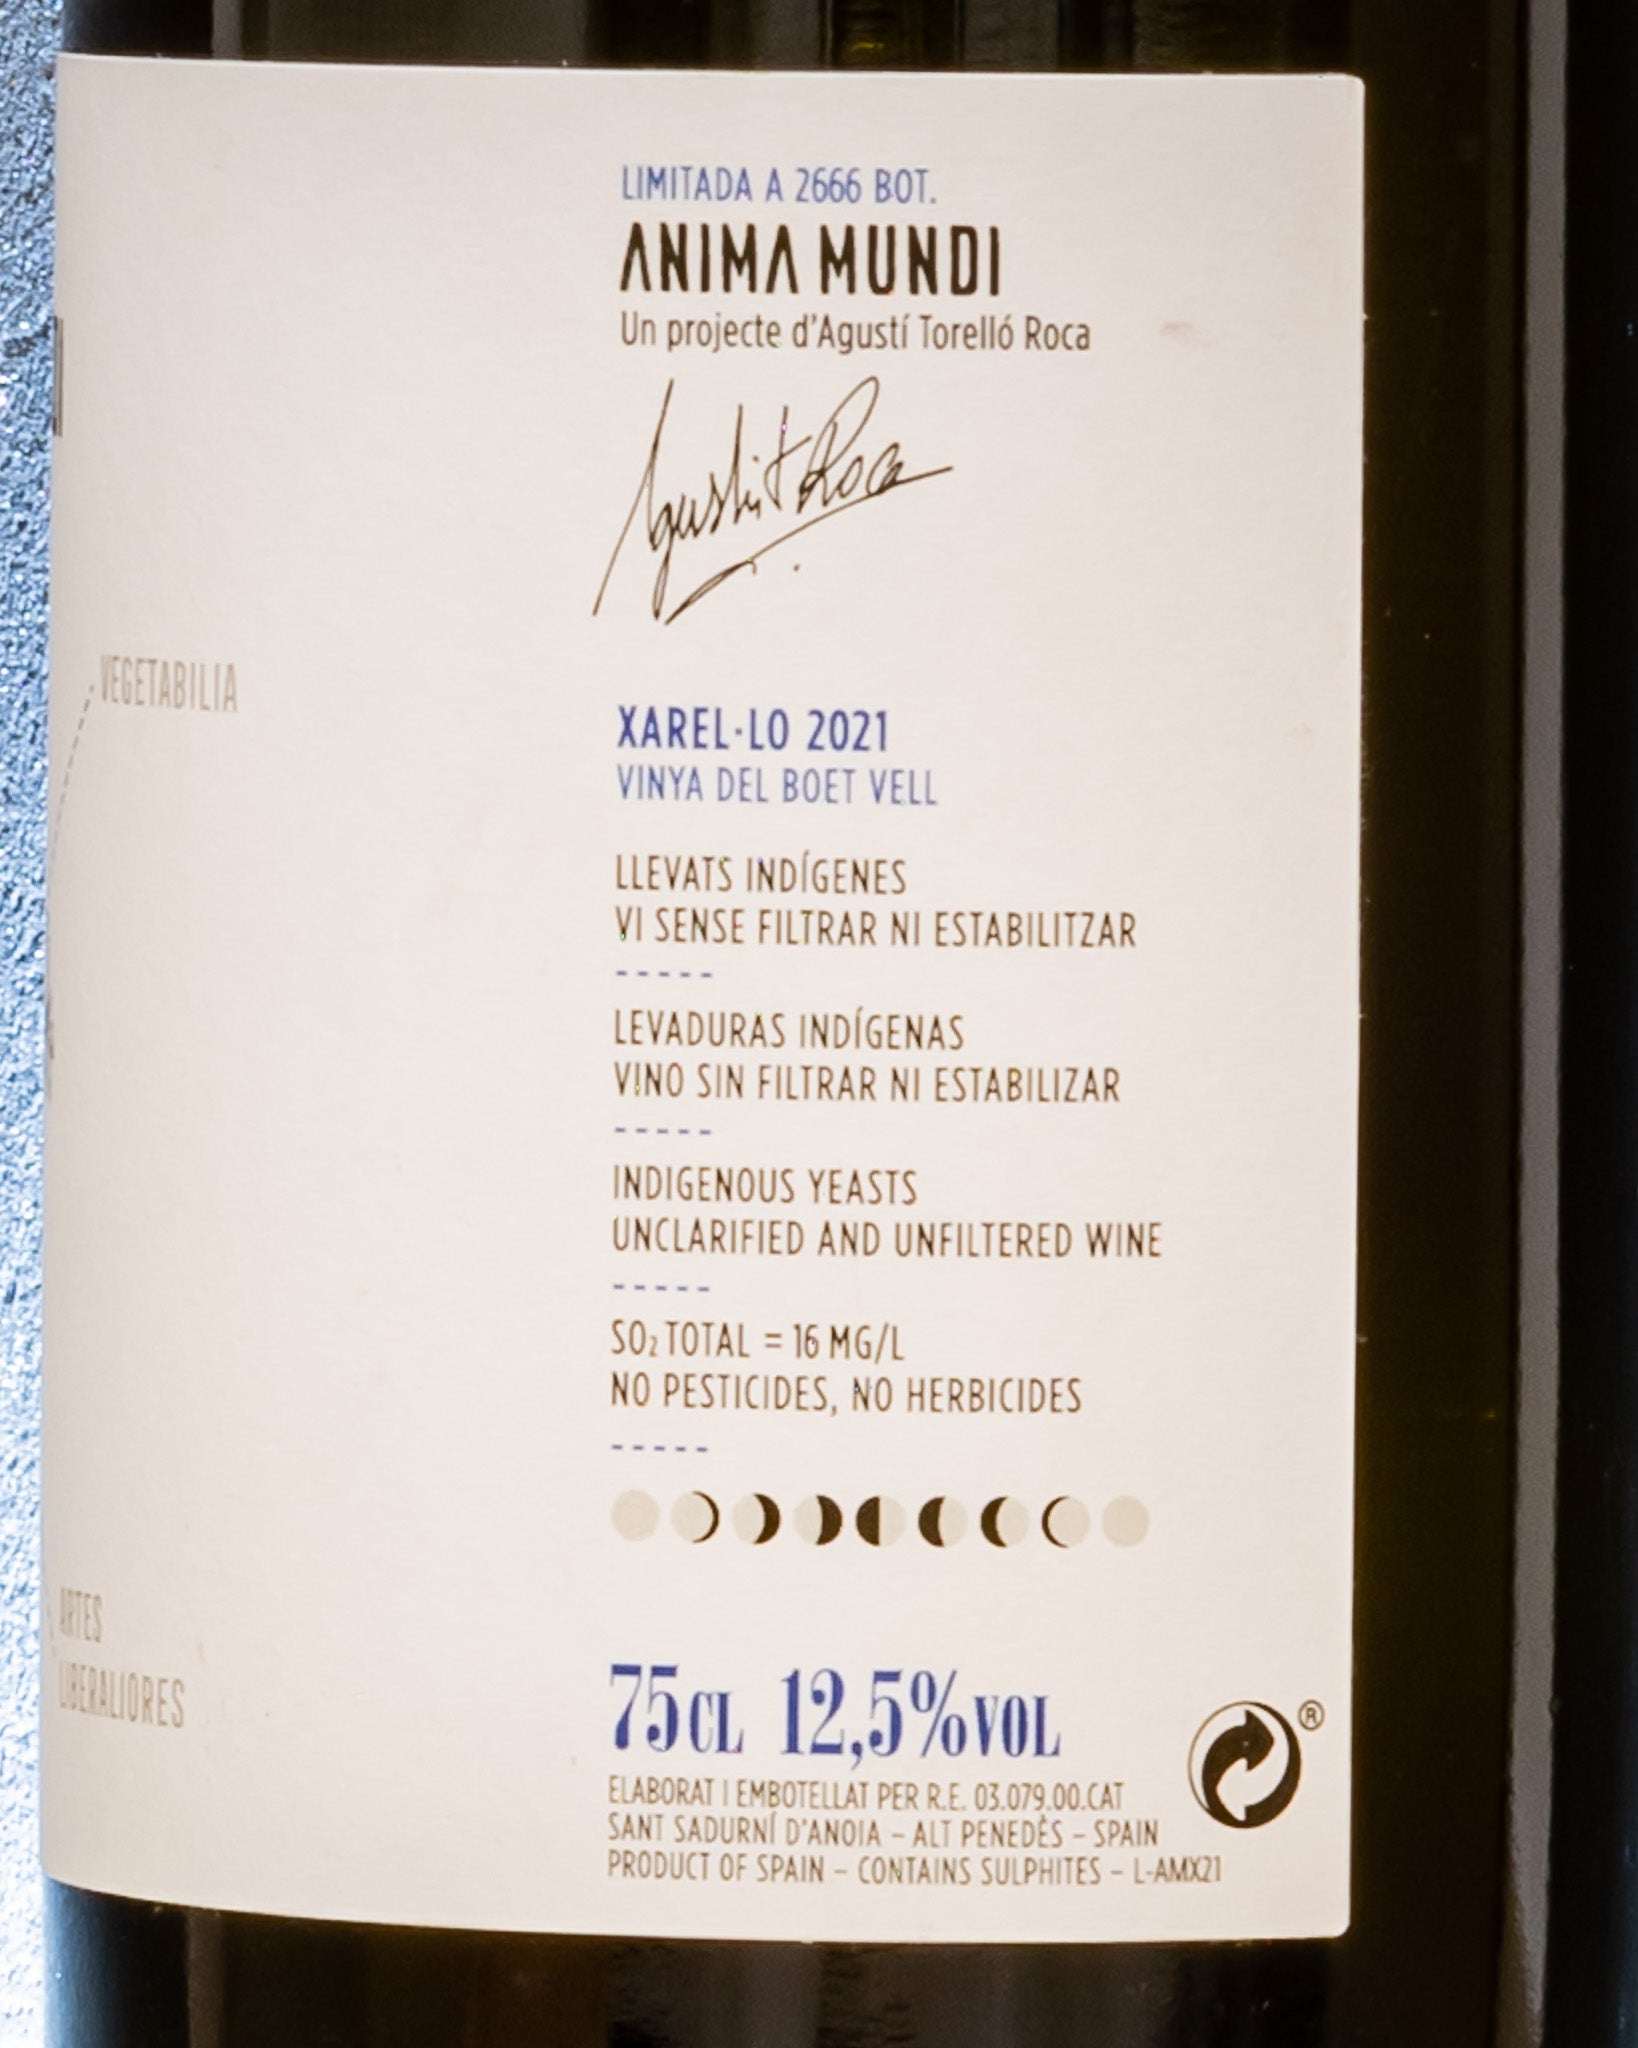 LIMITADA A 2666 BOT.
ANIMA MUNDI
Un projecte d'Agustí Torelló Roca
Agustí T Roca
VEGETABILIA
XAREL·LO 2021
VINYA DEL BOET VELL
LLEVATS INDÍGENES
VI SENSE FILTRAR NI ESTABILITZAR
-----
LEVADURAS INDÍGENAS
VINO SIN FILTRAR NI ESTABILIZAR
-----
INDIGENOUS YEASTS
UNCLARIFIED AND UNFILTERED WINE
-----
SO₂ TOTAL = 16 MG/L
NO PESTICIDES, NO HERBICIDES
-----
ARTES
LIBERALIORES
75CL 12,5%VOL
®
ELABORAT I EMBOTELLAT PER R.E. 03.079.00.CAT
SANT SADURNÍ D'ANOIA – ALT PENEDÈS – SPAIN
PRODUCT OF SPAIN – CONTAINS SULPHITES – L-AMX21